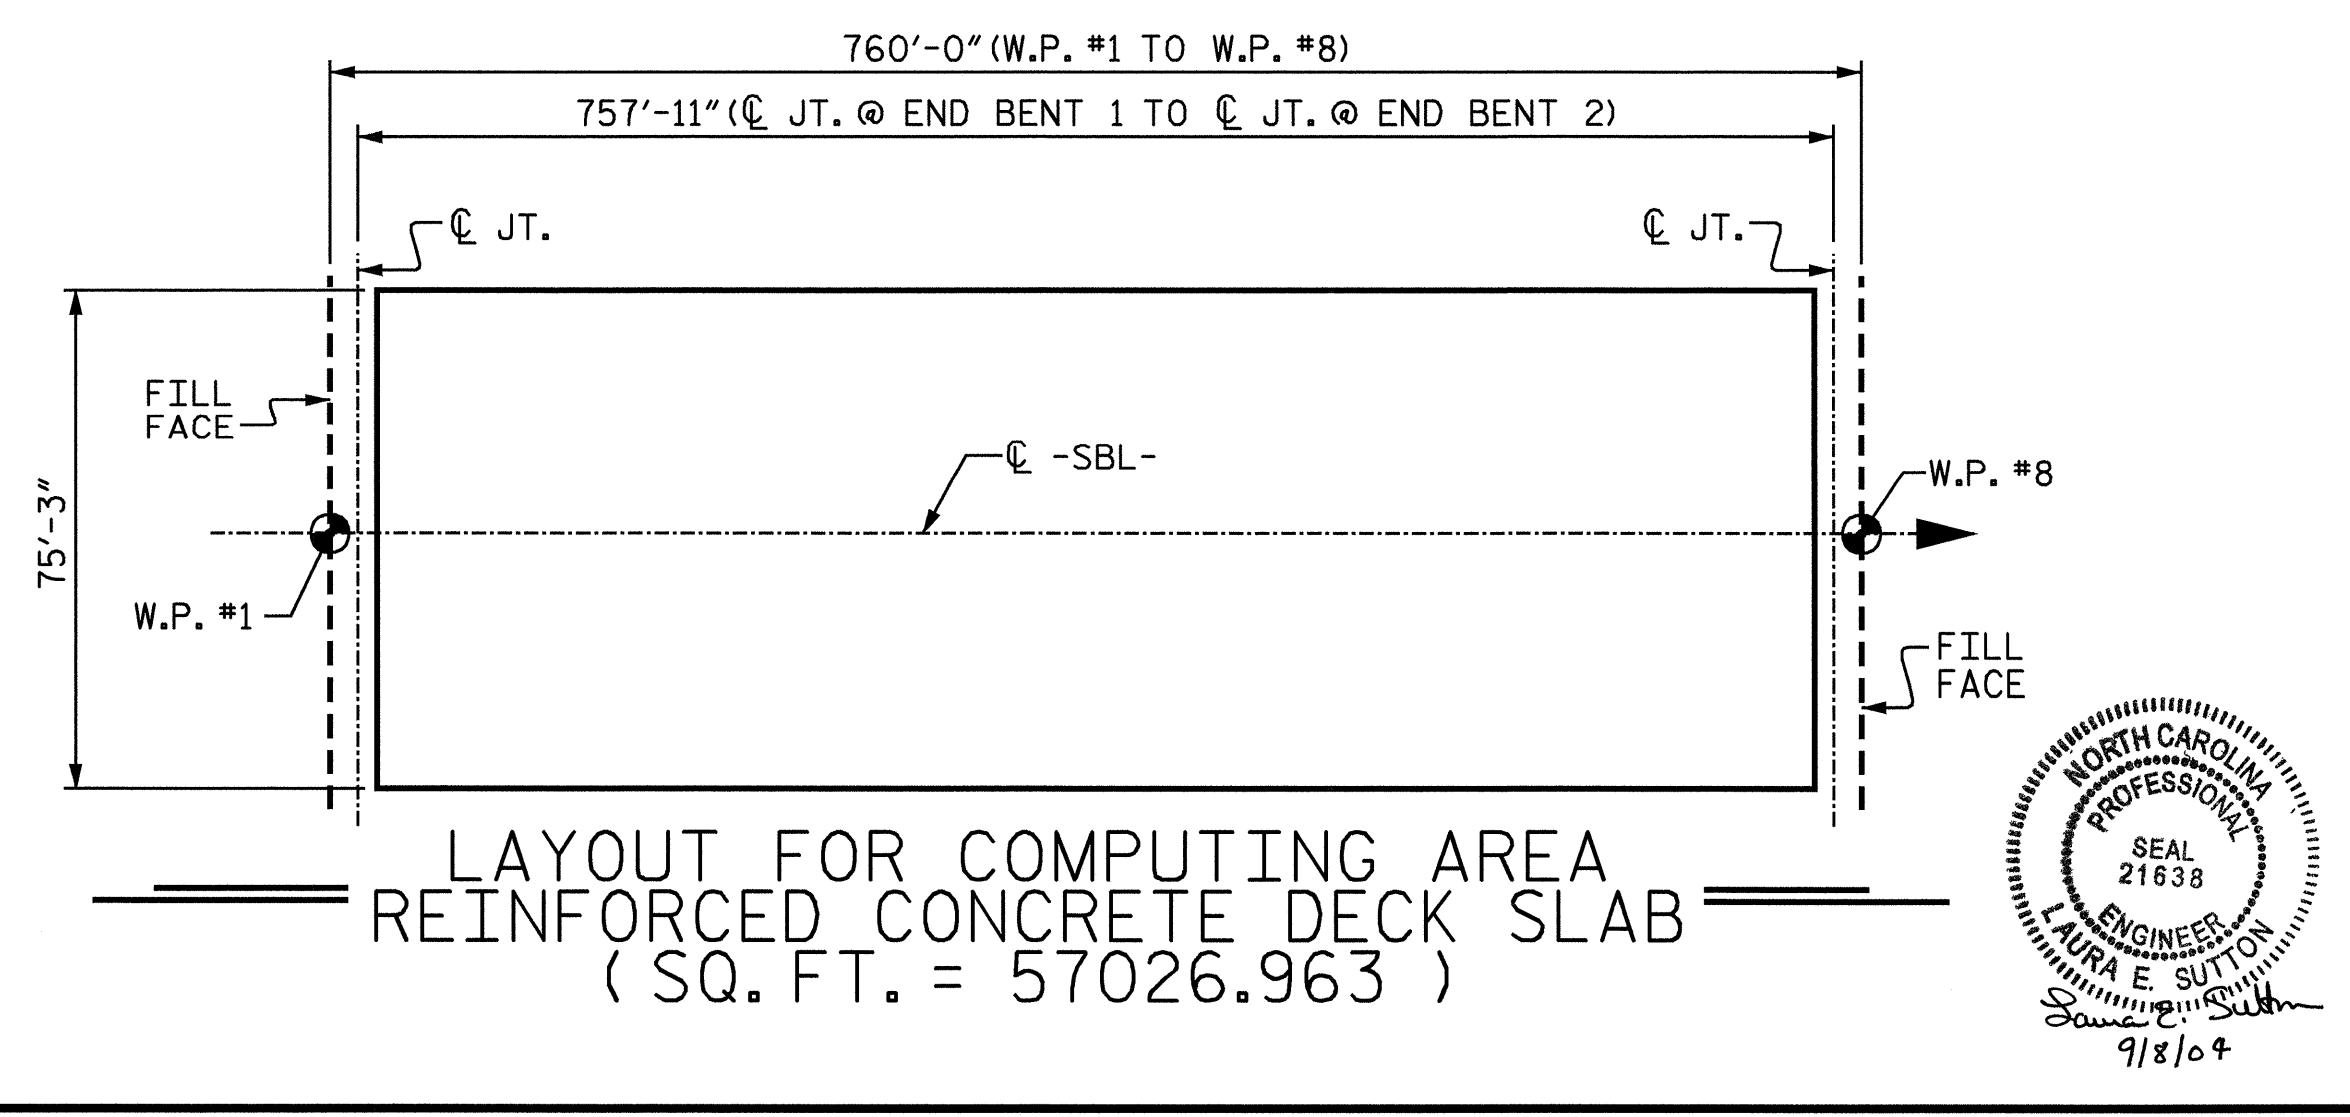 760'-0" (W.P. #1 TO W.P. #8)
757'-11" (℄ JT. @ END BENT 1 TO ℄ JT. @ END BENT 2)
℄ JT.
℄ JT.
FILL
FACE
℄ -SBL-
W.P. #8
75'-3"
W.P. #1
FILL
FACE
LAYOUT FOR COMPUTING AREA
REINFORCED CONCRETE DECK SLAB
( SQ. FT. = 57026.963 )
NORTH CAROLINA
PROFESSIONAL
SEAL
21638
ENGINEER
LAURA E. SUTTON
Laura E. Sutton
9/8/04